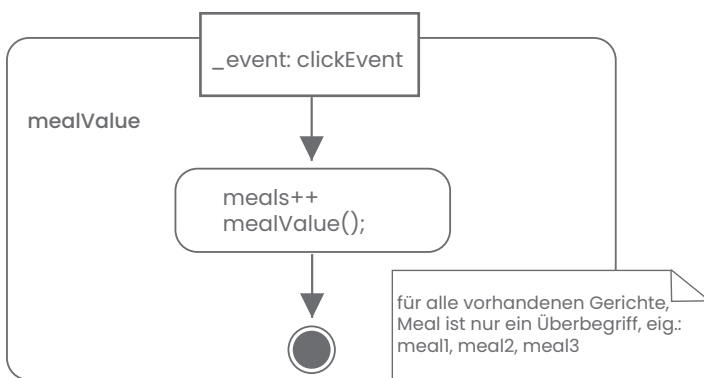 _event: clickEvent
mealValue
meals++
mealValue();
für alle vorhandenen Gerichte,
Meal ist nur ein Überbegriff, eig.:
meal1, meal2, meal3